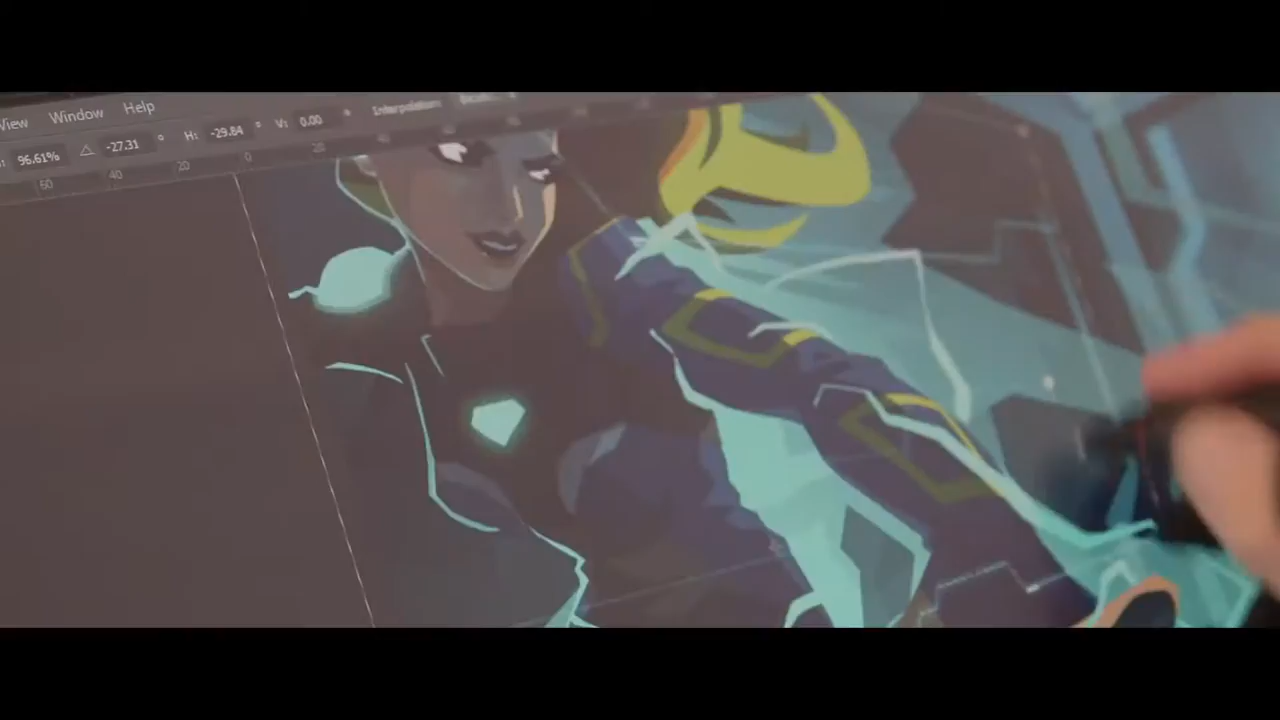 View Window Help
: 96.61% -27.31 ° H: -29.84 ° V: 0.00 ° Interpolation:
60 40 20 0 20